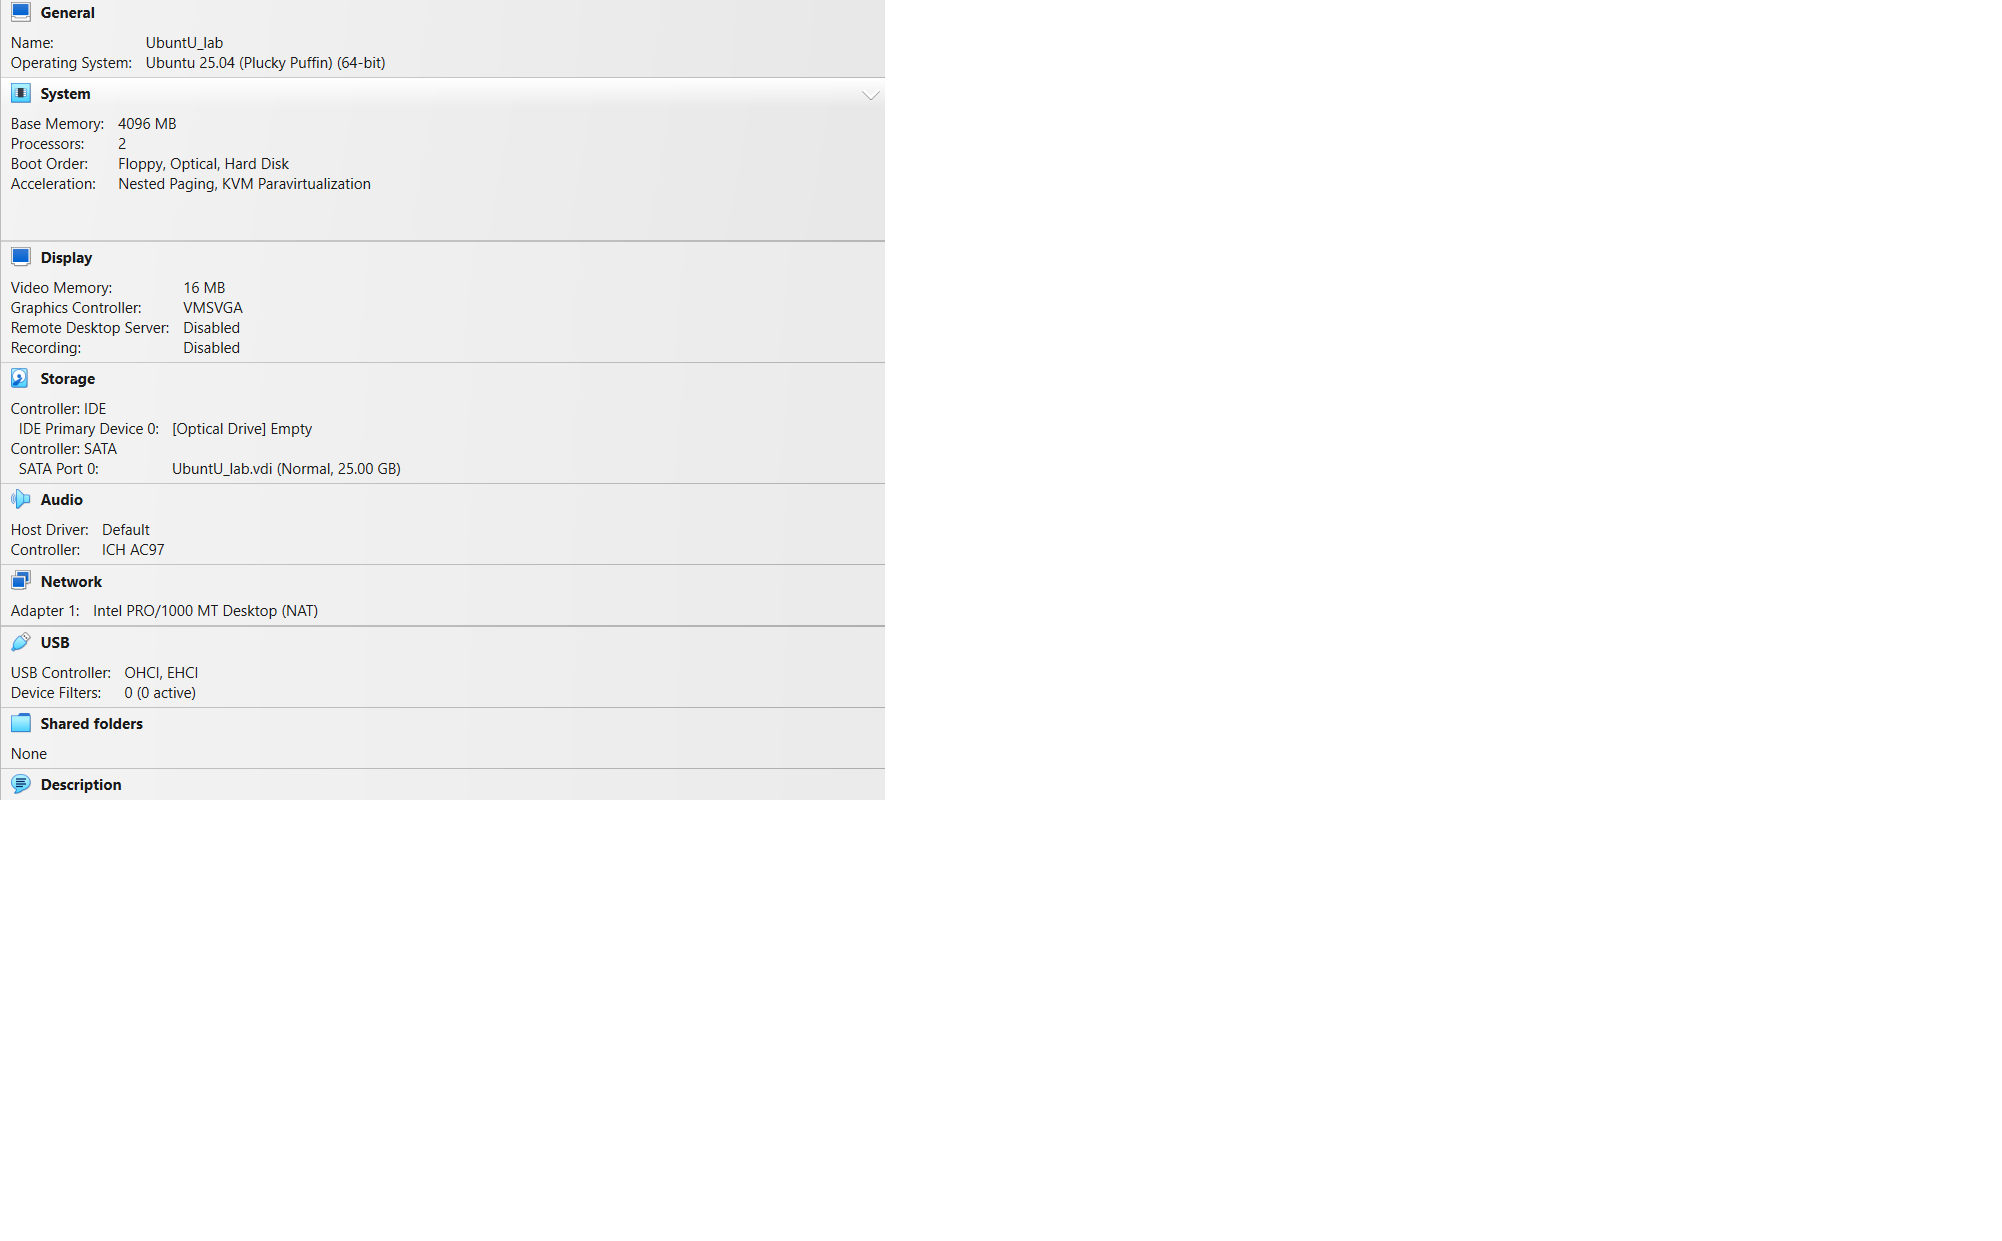 General
Name: UbuntU_lab
Operating System: Ubuntu 25.04 (Plucky Puffin) (64-bit)
System
Base Memory: 4096 MB
Processors: 2
Boot Order: Floppy, Optical, Hard Disk
Acceleration: Nested Paging, KVM Paravirtualization
Display
Video Memory: 16 MB
Graphics Controller: VMSVGA
Remote Desktop Server: Disabled
Recording: Disabled
Storage
Controller: IDE
IDE Primary Device 0: [Optical Drive] Empty
Controller: SATA
SATA Port 0: UbuntU_lab.vdi (Normal, 25.00 GB)
Audio
Host Driver: Default
Controller: ICH AC97
Network
Adapter 1: Intel PRO/1000 MT Desktop (NAT)
USB
USB Controller: OHCI, EHCI
Device Filters: 0 (0 active)
Shared folders
None
Description